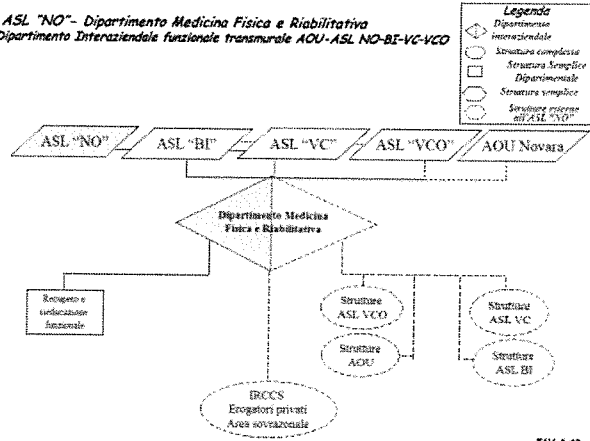 ASL "NO"- Dipartimento Medicina Fisica e Riabilitativa
Dipartimento Interaziendale funzionale transmurale AOU-ASL NO-BI-VC-VCO
Legenda
Dipartimento
interaziendale
Struttura complessa
Struttura Semplice
Dipartimentale
Struttura semplice
Strutture esterne
all'ASL "NO"
ASL "NO"
ASL "BI"
ASL "VC"
ASL "VCO"
AOU Novara
Dipartimento Medicina
Fisica e Riabilitativa
Recupero e
rieducazione
funzionale
Strutture
ASL VCO
Strutture
ASL VC
Strutture
AOU
Strutture
ASL BI
IRCCS
Erogatori privati
Area sovrazonale